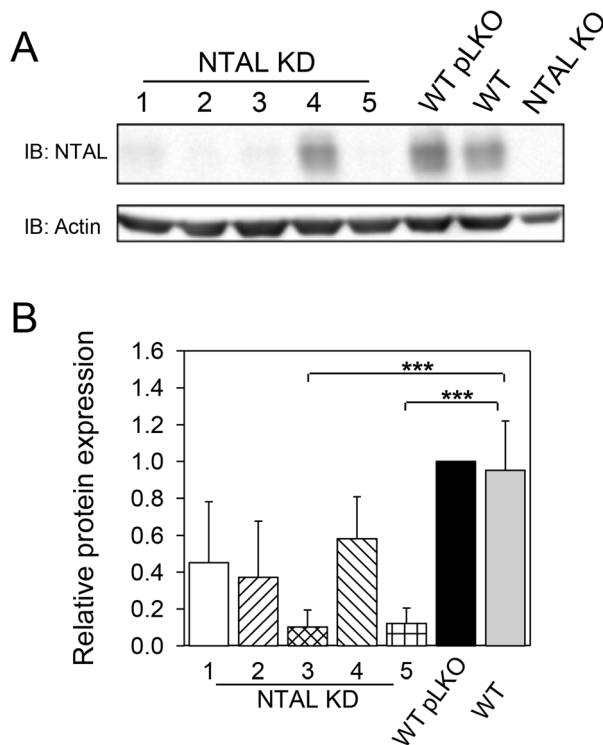 A
NTAL KD
1 2 3 4 5 WT pLKO WT NTAL KO
IB: NTAL
IB: Actin
B
Relative protein expression
1.6
1.4
1.2
1.0
0.8
0.6
0.4
0.2
0.0
***
***
1 2 3 4 5 WT pLKO WT
NTAL KD